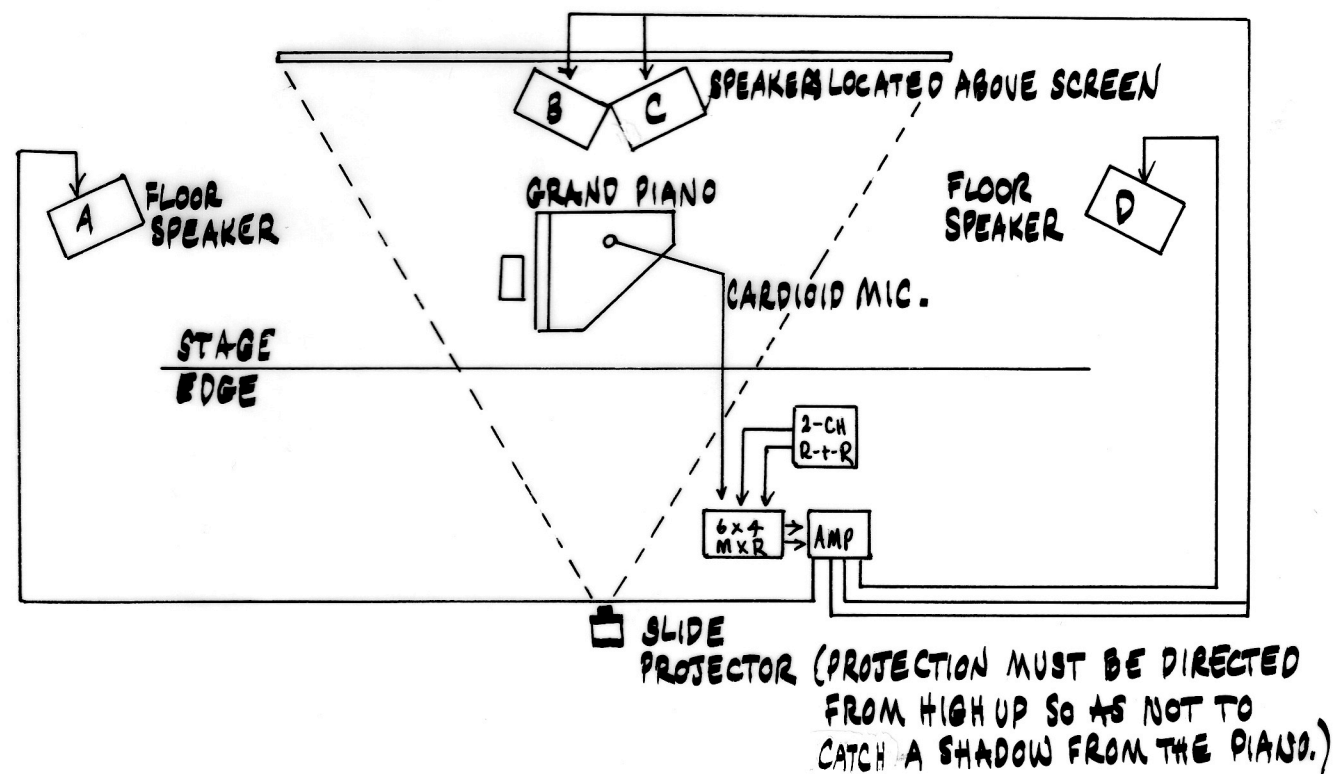 SPEAKERS LOCATED ABOVE SCREEN
B
C
A
FLOOR
SPEAKER
GRAND PIANO
FLOOR
SPEAKER
D
CARDIOID MIC.
STAGE
EDGE
2-CH
R-t-R
6x4
MXR
AMP
SLIDE
PROJECTOR (PROJECTION MUST BE DIRECTED
FROM HIGH UP SO AS NOT TO
CATCH A SHADOW FROM THE PIANO.)